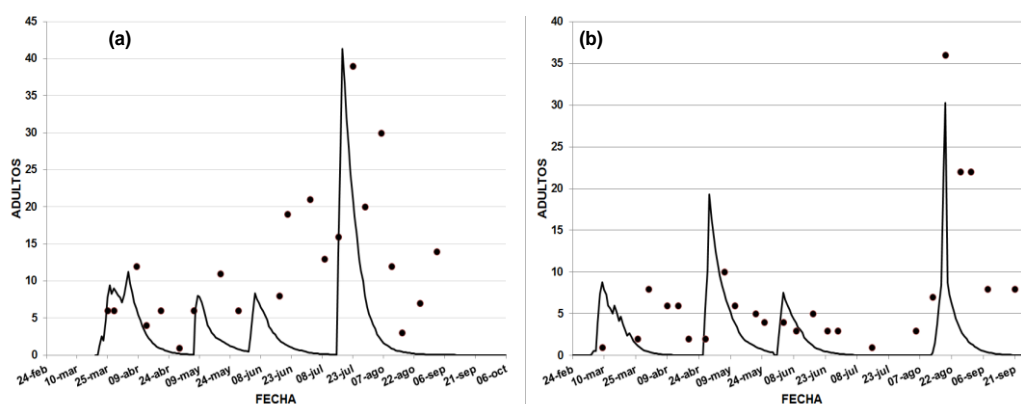 (a)
ADULTOS
45
40
35
30
25
20
15
10
5
0
24-feb 10-mar 25-mar 09-abr 24-abr 09-may 24-may 08-jun 23-jun 08-jul 23-jul 07-ago 22-ago 06-sep 21-sep 06-oct
FECHA
(b)
ADULTOS
40
35
30
25
20
15
10
5
0
24-feb 10-mar 25-mar 09-abr 24-abr 09-may 24-may 08-jun 23-jun 08-jul 23-jul 07-ago 22-ago 06-sep 21-sep
FECHA